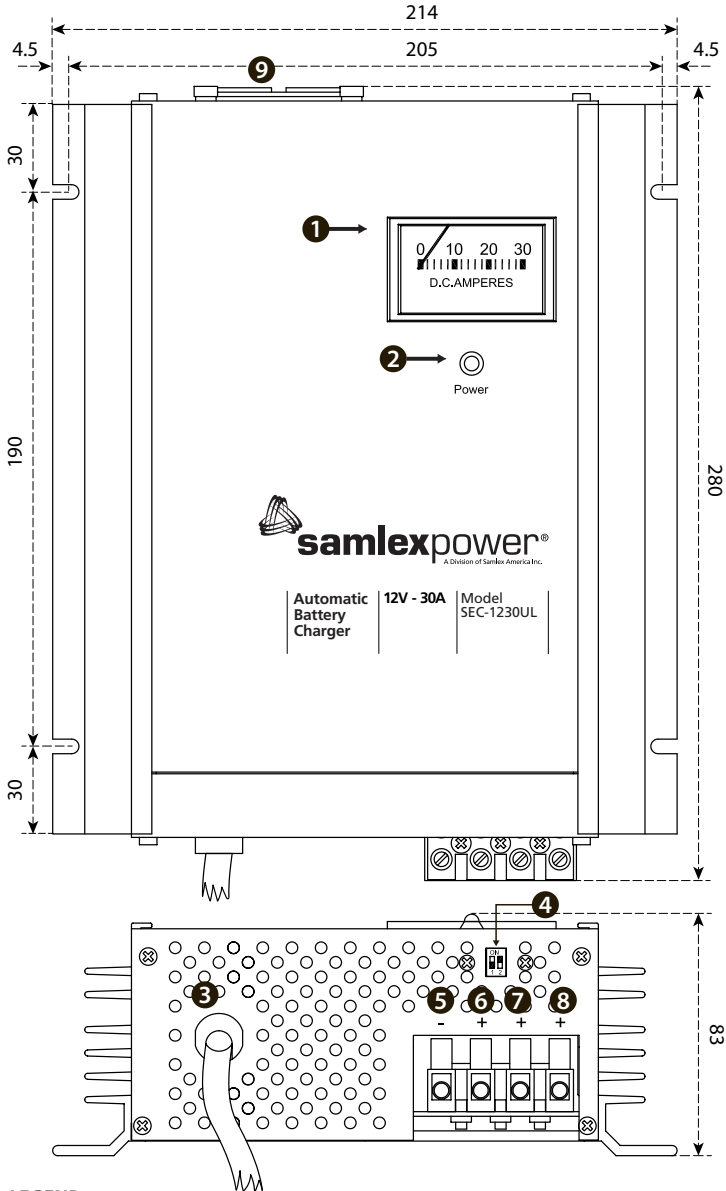 214
4.5 205 4.5
9
30
1
0 10 20 30
D.C.AMPERES
2
Power
190
280
samlexpower®
A Division of Samlex America Inc.
Automatic Battery Charger
12V - 30A
Model SEC-1230UL
30
4
ON
1 2
3
5 6 7 8
- + + +
83